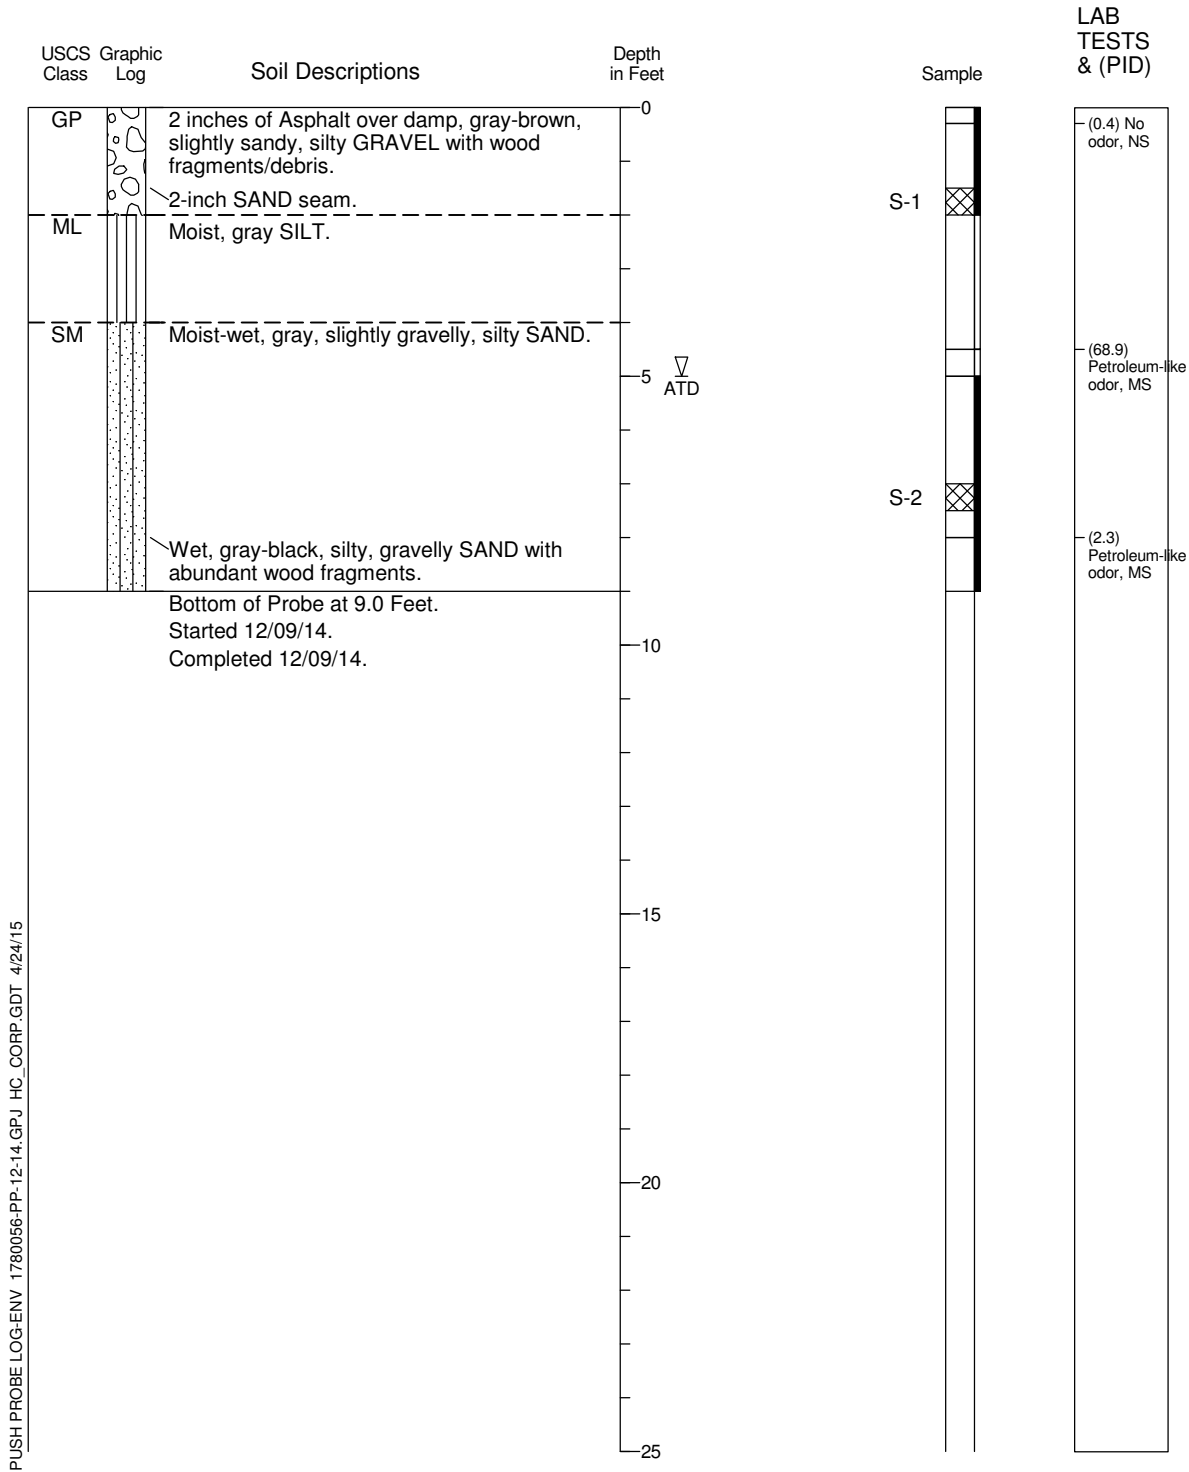 LAB
TESTS
& (PID)
USCS Graphic
Class Log
Soil Descriptions
Depth
in Feet
Sample
0
GP
2 inches of Asphalt over damp, gray-brown,
slightly sandy, silty GRAVEL with wood
fragments/debris.
(0.4) No
odor, NS
2-inch SAND seam.
S-1
ML
Moist, gray SILT.
SM
Moist-wet, gray, slightly gravelly, silty SAND.
(68.9)
Petroleum-like
odor, MS
5
ATD
S-2
Wet, gray-black, silty, gravelly SAND with
abundant wood fragments.
(2.3)
Petroleum-like
odor, MS
Bottom of Probe at 9.0 Feet.
Started 12/09/14.
Completed 12/09/14.
10
15
20
25
PUSH PROBE LOG-ENV 1780056-PP-12-14.GPJ HC_CORP.GDT 4/24/15